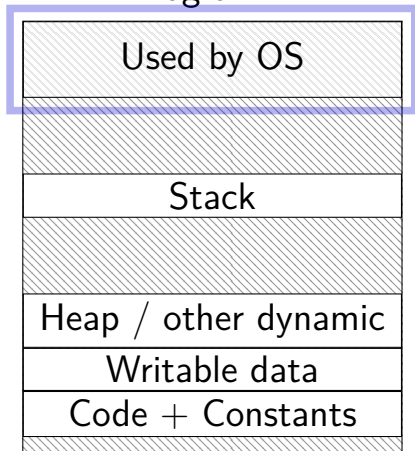 Used by OS
Stack
Heap / other dynamic
Writable data
Code + Constants